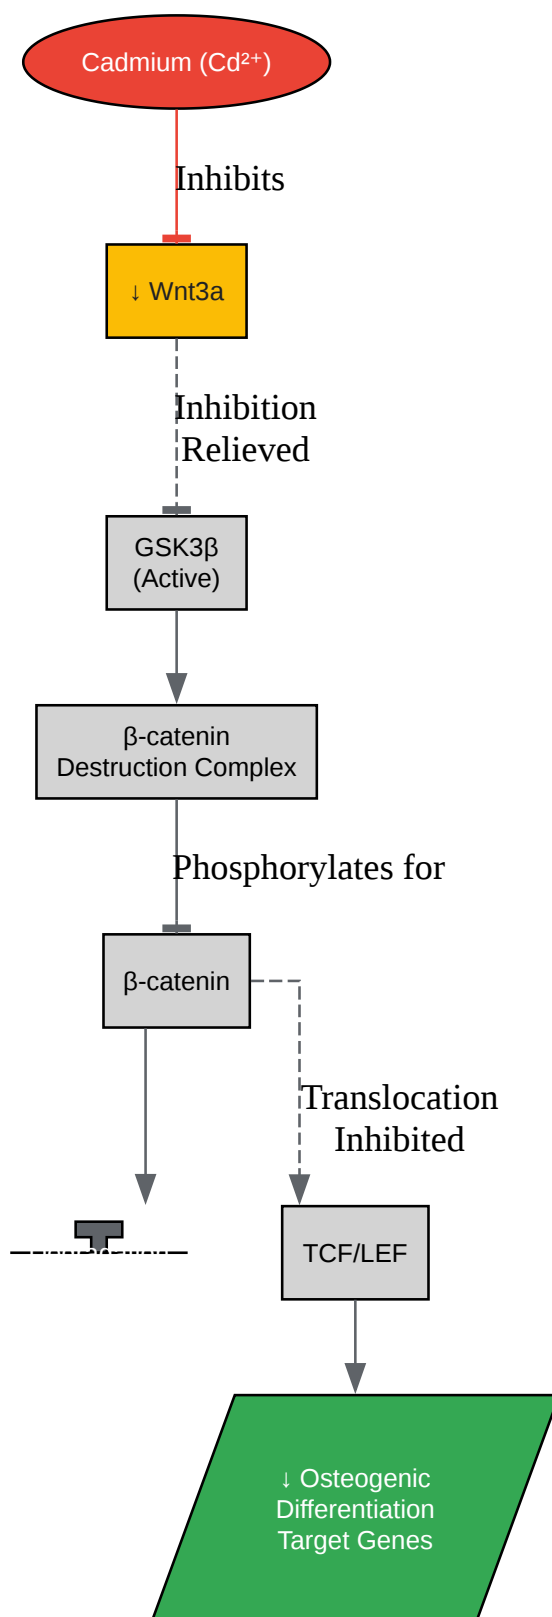 Cadmium (Cd²⁺)
Inhibits
↓ Wnt3a
Inhibition
Relieved
GSK3β
(Active)
β-catenin
Destruction Complex
Phosphorylates for
β-catenin
Translocation
Inhibited
TCF/LEF
↓ Osteogenic
Differentiation
Target Genes